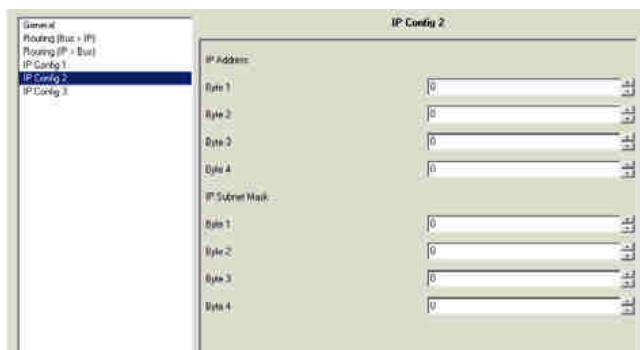 General
Routing (Bus > IP)
Routing (IP > Bus)
IP Config 1
IP Config 2
IP Config 3
IP Config 2
IP Address
Byte 1
0
Byte 2
0
Byte 3
0
Byte 4
0
IP Subnet Mask
Byte 1
0
Byte 2
0
Byte 3
0
Byte 4
0